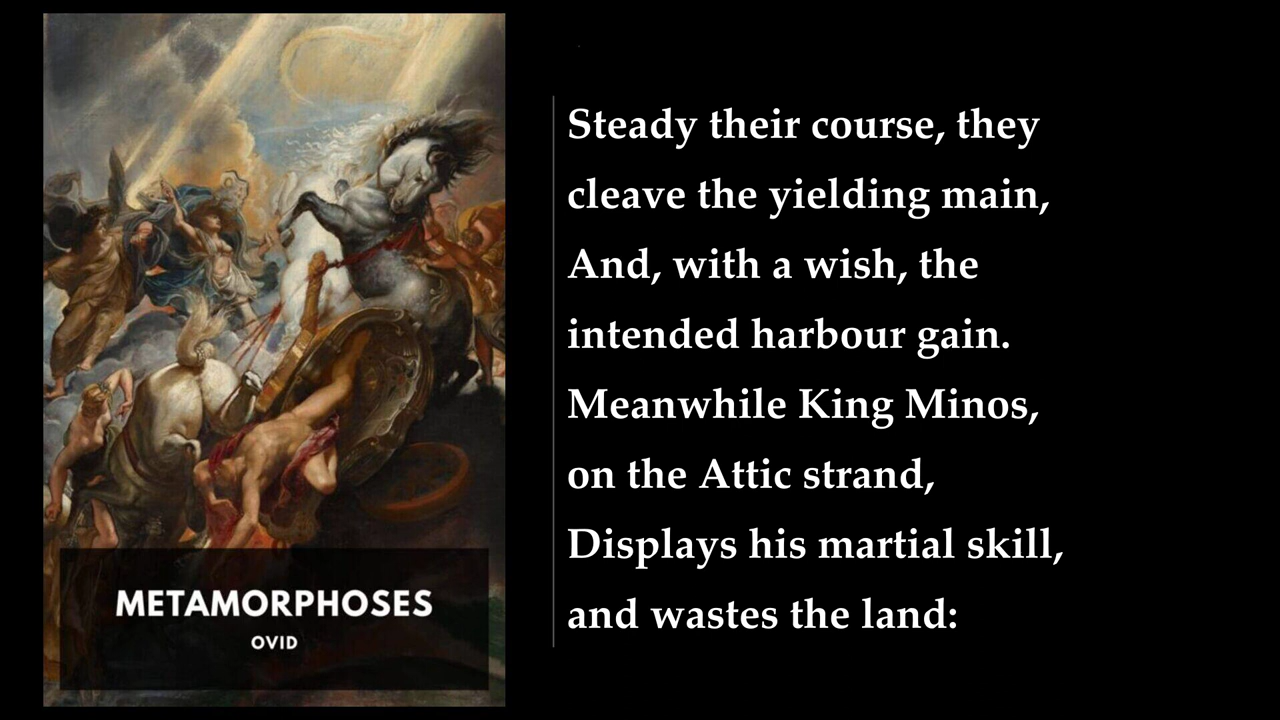 METAMORPHOSES
OVID
Steady their course, they
cleave the yielding main,
And, with a wish, the
intended harbour gain.
Meanwhile King Minos,
on the Attic strand,
Displays his martial skill,
and wastes the land: